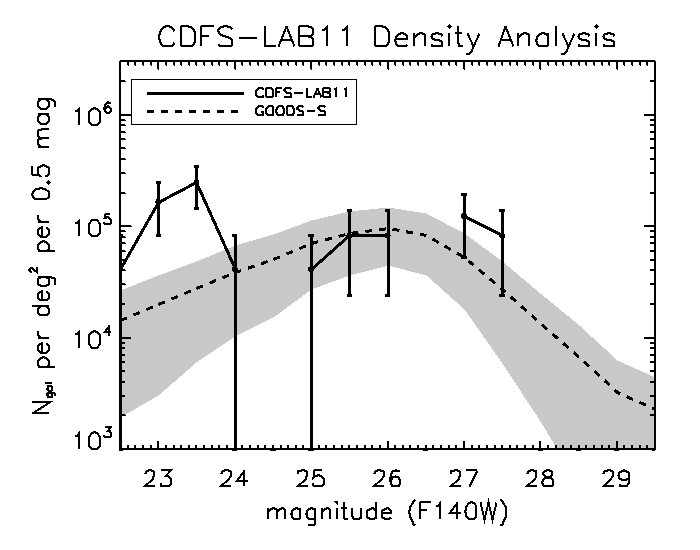 CDFS-LAB11 Density Analysis
CDFS-LAB11
GOODS-S
10⁶
10⁵
10⁴
10³
N_gal per deg² per 0.5 mag
23 24 25 26 27 28 29
magnitude (F140W)